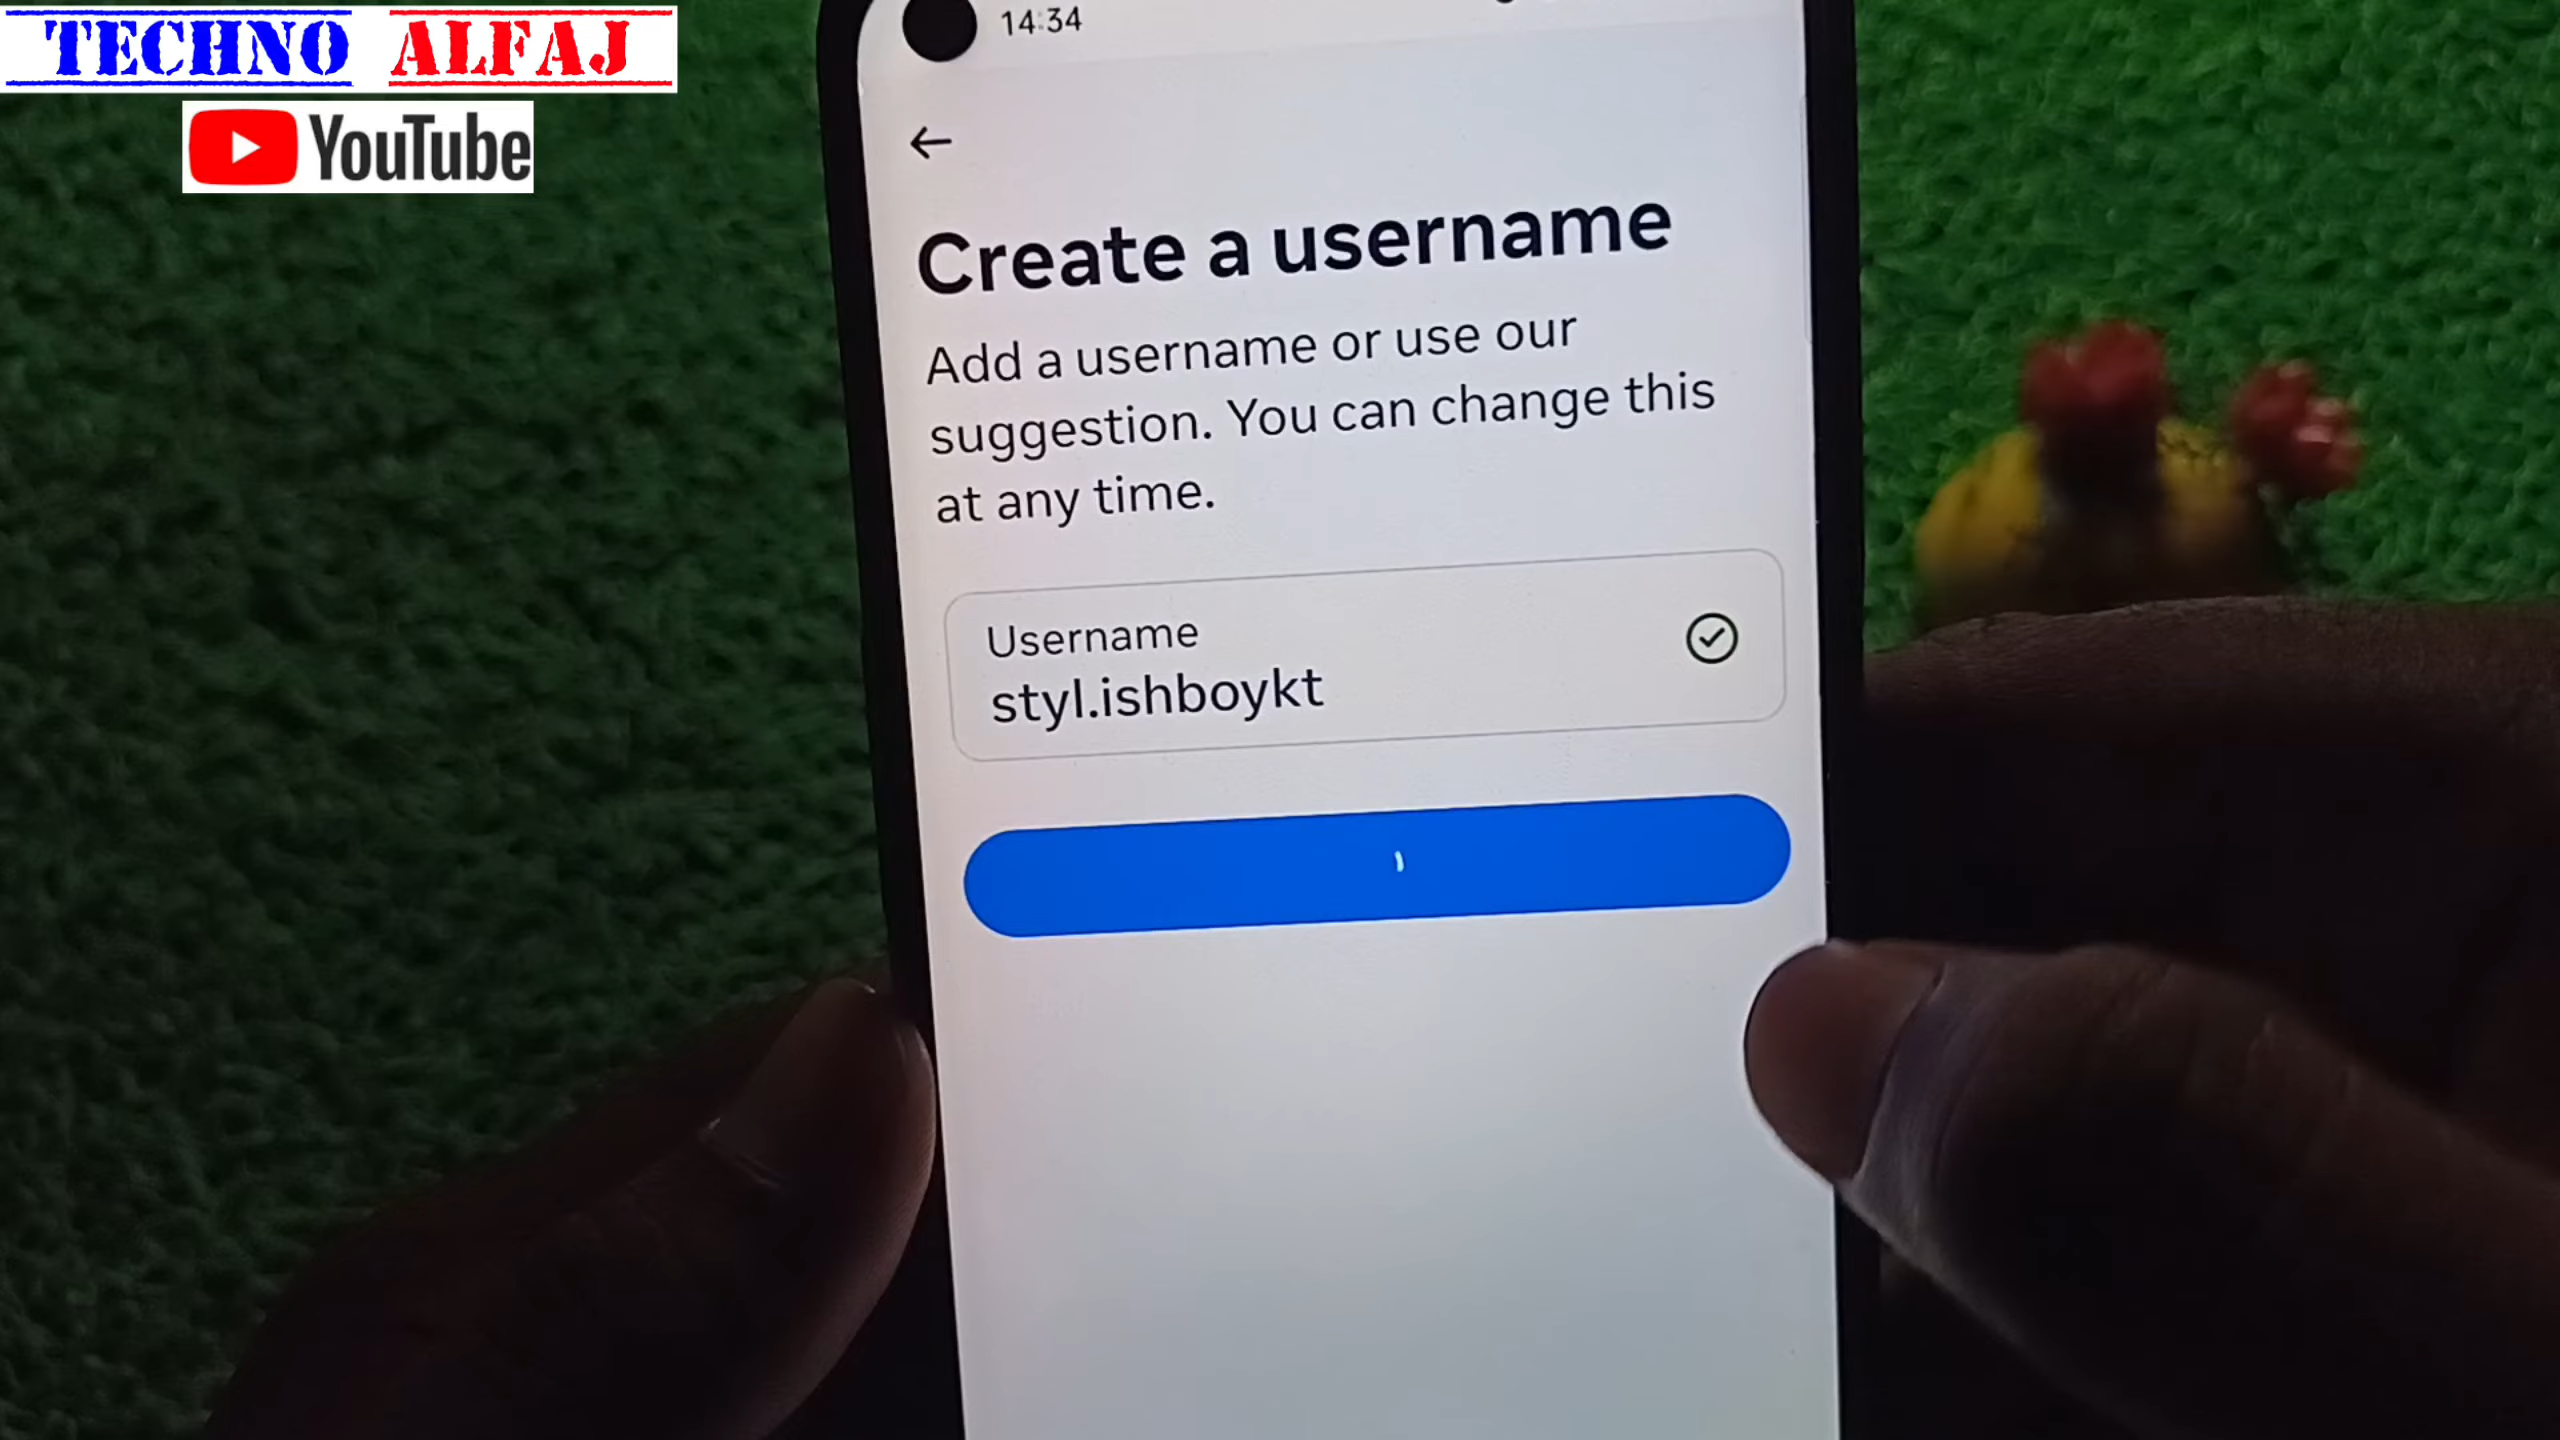 TECHNO ALFAJ
YouTube
14:34
Create a username
Add a username or use our
suggestion. You can change this
at any time.
Username
styl.ishboykt